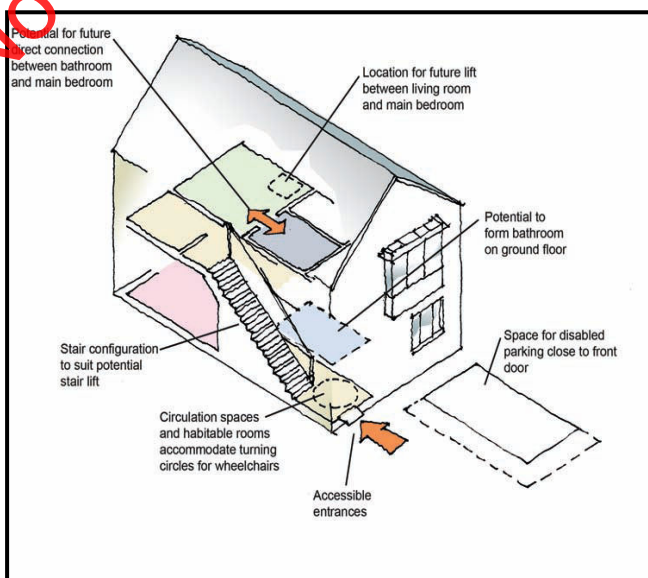 Potential for future
direct connection
between bathroom
and main bedroom
Location for future lift
between living room
and main bedroom
Potential to
form bathroom
on ground floor
Space for disabled
parking close to front
door
Stair configuration
to suit potential
stair lift
Circulation spaces
and habitable rooms
accommodate turning
circles for wheelchairs
Accessible
entrances